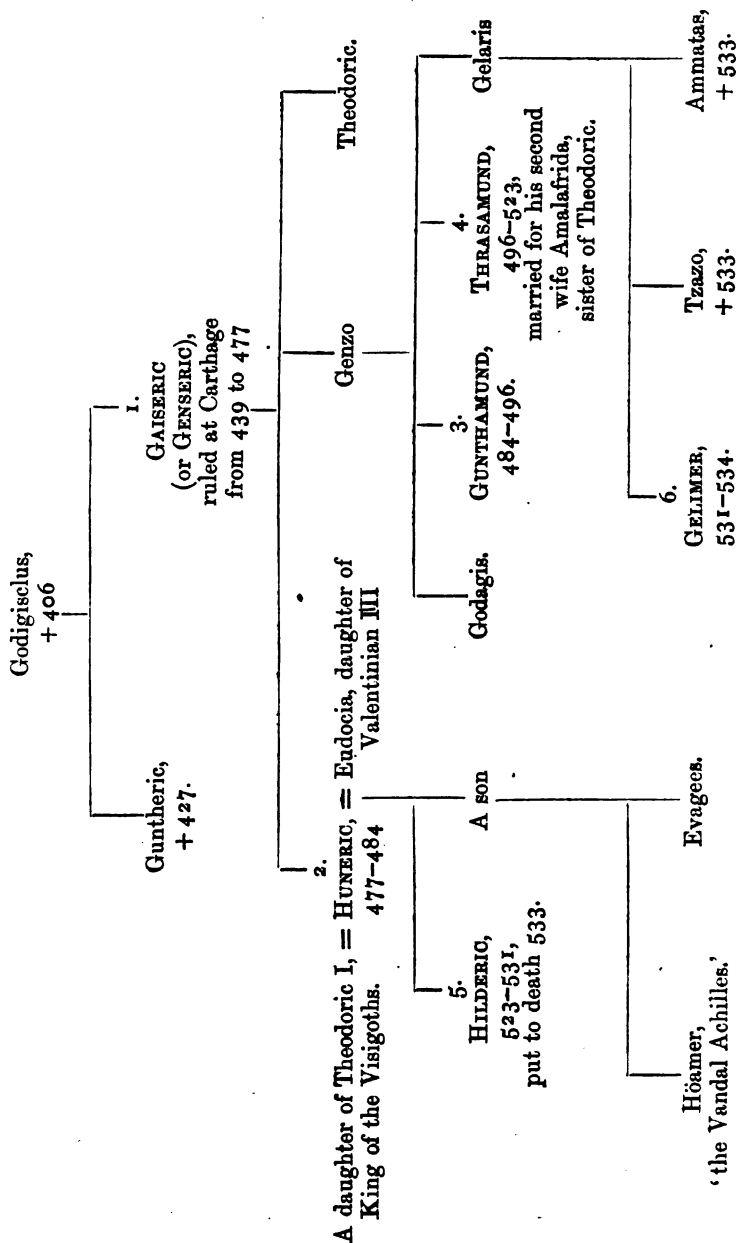 Godigisclus,
+ 406
Guntheric,
+ 427.
1.
GAISERIC
(or GENSERIC),
ruled at Carthage
from 439 to 477
2.
A daughter of Theodoric I, = HUNERIC, = Eudocia, daughter of
King of the Visigoths. 477–484 Valentinian III
Genzo
Theodoric.
5.
HILDERIC,
523–531,
put to death 533.
A son
Godagis.
3.
GUNTHAMUND,
484–496.
4.
THRASAMUND,
496–523,
married for his second
wife Amalafrida,
sister of Theodoric.
Gelaris
Höamer,
‘the Vandal Achilles.’
Evagees.
6.
GELIMER,
531–534.
Tzazo,
+ 533.
Ammatas,
+ 533.